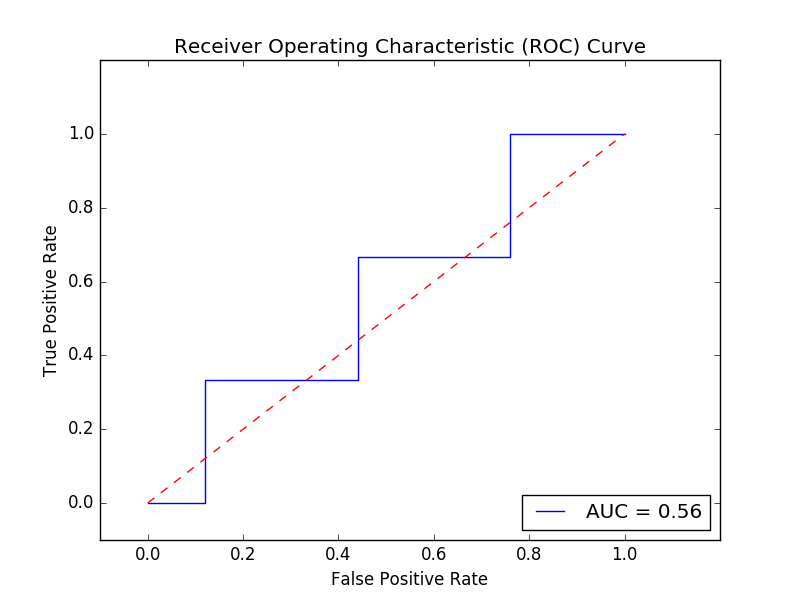 Receiver Operating Characteristic (ROC) Curve
True Positive Rate
1.0
0.8
0.6
0.4
0.2
0.0
AUC = 0.56
0.0 0.2 0.4 0.6 0.8 1.0
False Positive Rate